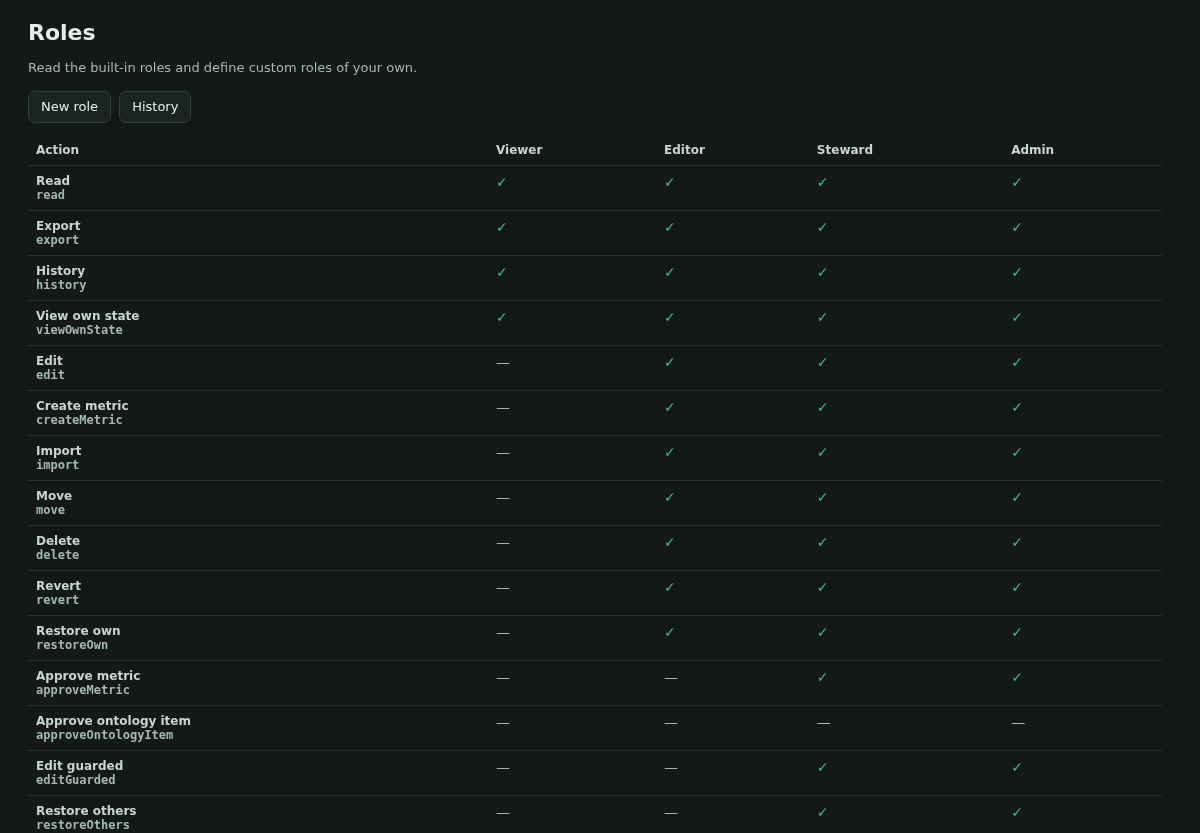 Roles
Read the built-in roles and define custom roles of your own.
New role History
Action Viewer Editor Steward Admin
Read ✓ ✓ ✓ ✓
read
Export ✓ ✓ ✓ ✓
export
History ✓ ✓ ✓ ✓
history
View own state ✓ ✓ ✓ ✓
viewOwnState
Edit — ✓ ✓ ✓
edit
Create metric — ✓ ✓ ✓
createMetric
Import — ✓ ✓ ✓
import
Move — ✓ ✓ ✓
move
Delete — ✓ ✓ ✓
delete
Revert — ✓ ✓ ✓
revert
Restore own — ✓ ✓ ✓
restoreOwn
Approve metric — — ✓ ✓
approveMetric
Approve ontology item — — — —
approveOntologyItem
Edit guarded — — ✓ ✓
editGuarded
Restore others — — ✓ ✓
restoreOthers